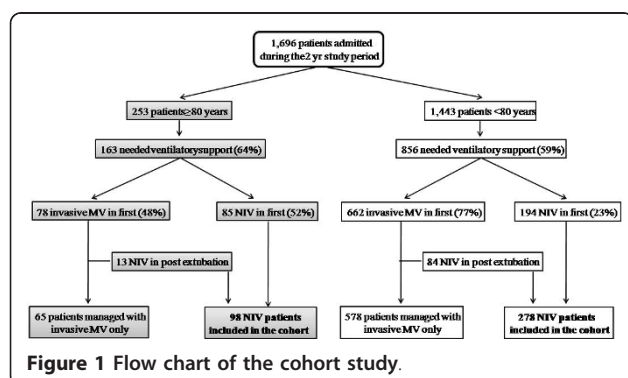 1,696 patients admitted
during the2 yr study period
253 patients≥80 years
1,443 patients <80years
163 needed ventilatory support (64%)
856 needed ventilatory support (59%)
78 invasive MV in first (48%)
85 NIV in first (52%)
662 invasive MV in first (77%)
194 NIV in first (23%)
13 NIV in post extubation
84 NIV in post extubation
65 patients managed with
invasive MV only
98 NIV patients
included in the cohort
578 patients managed with
invasive MV only
278 NIV patients
included in the cohort
Figure 1 Flow chart of the cohort study.